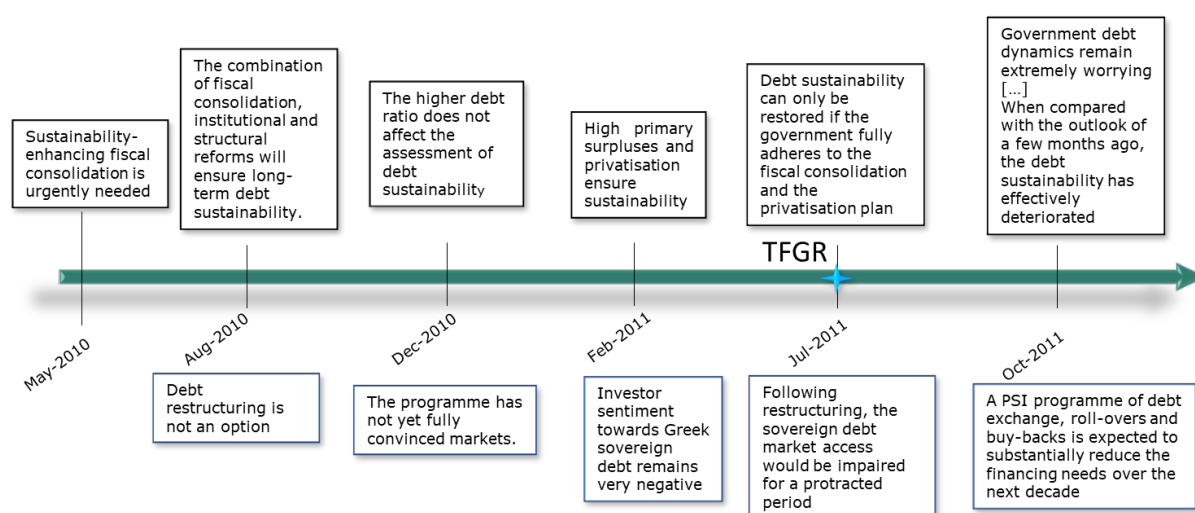 Sustainability-
enhancing fiscal
consolidation is
urgently needed
The combination
of fiscal
consolidation,
institutional and
structural
reforms will
ensure long-
term debt
sustainability.
The higher debt
ratio does not
affect the
assessment of
debt
sustainability
High primary
surpluses and
privatisation
ensure
sustainability
Debt sustainability
can only be
restored if the
government fully
adheres to the
fiscal consolidation
and the
privatisation plan
Government debt
dynamics remain
extremely worrying
[…]
When compared
with the outlook of
a few months ago,
the debt
sustainability has
effectively
deteriorated
TFGR
May-2010
Aug-2010
Dec-2010
Feb-2011
Jul-2011
Oct-2011
Debt
restructuring is
not an option
The programme has
not yet fully
convinced markets.
Investor
sentiment
towards Greek
sovereign
debt remains
very negative
Following
restructuring, the
sovereign debt
market access
would be impaired
for a protracted
period
A PSI programme of debt
exchange, roll-overs and
buy-backs is expected to
substantially reduce the
financing needs over the
next decade